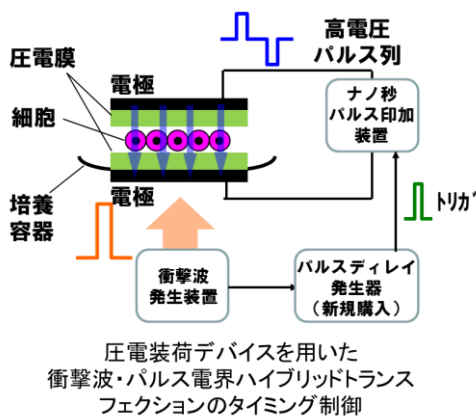 高電圧
パルス列
圧電膜
電極
ナノ秒
パルス印加
装置
細胞
電極
培養
容器
トリガ
衝撃波
発生装置
パルスディレイ
発生器
(新規購入)
圧電装荷デバイスを用いた
衝撃波・パルス電界ハイブリッドトランス
フェクションのタイミング制御